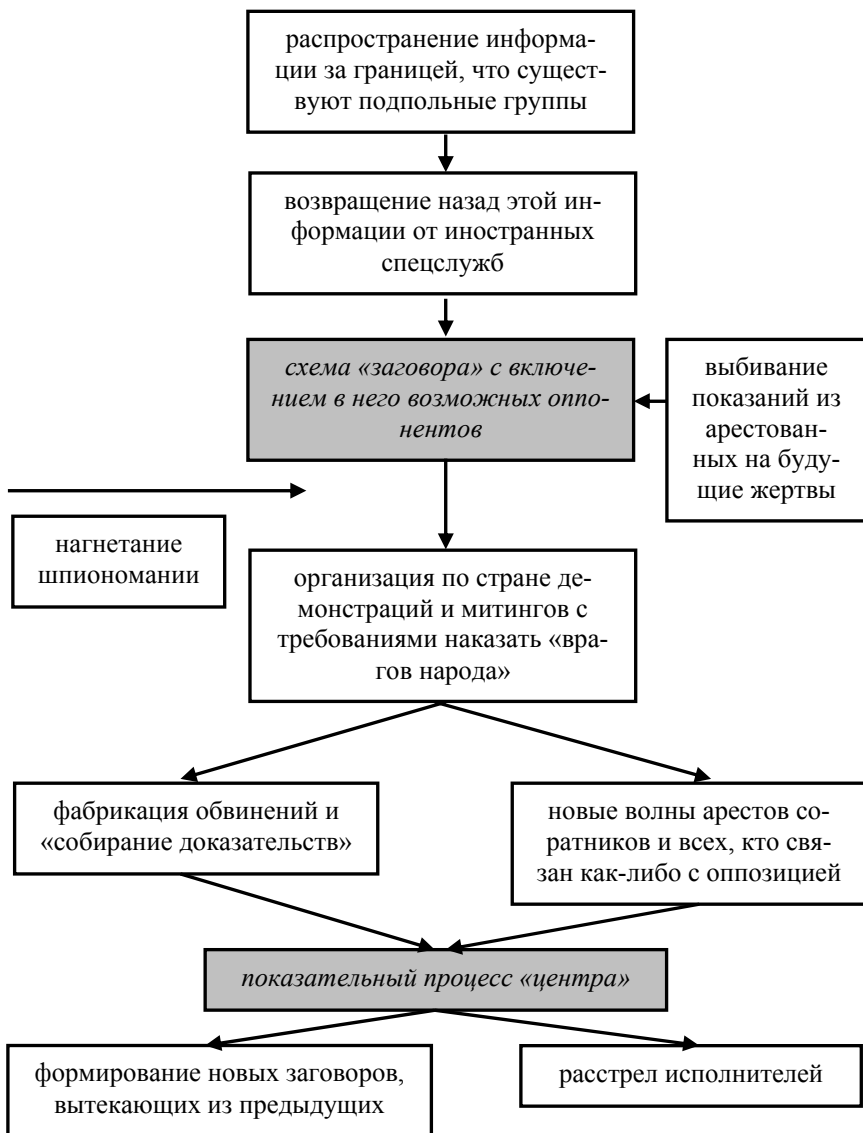 распространение информа-
ции за границей, что сущест-
вуют подпольные группы
возвращение назад этой ин-
формации от иностранных
спецслужб
схема «заговора» с включе-
нием в него возможных оппо-
нентов
выбивание
показаний из
арестован-
ных на буду-
щие жертвы
нагнетание
шпиономании
организация по стране де-
монстраций и митингов с
требованиями наказать «вра-
гов народа»
фабрикация обвинений и
«собирание доказательств»
новые волны арестов со-
ратников и всех, кто свя-
зан как-либо с оппозицией
показательный процесс «центра»
формирование новых заговоров,
вытекающих из предыдущих
расстрел исполнителей